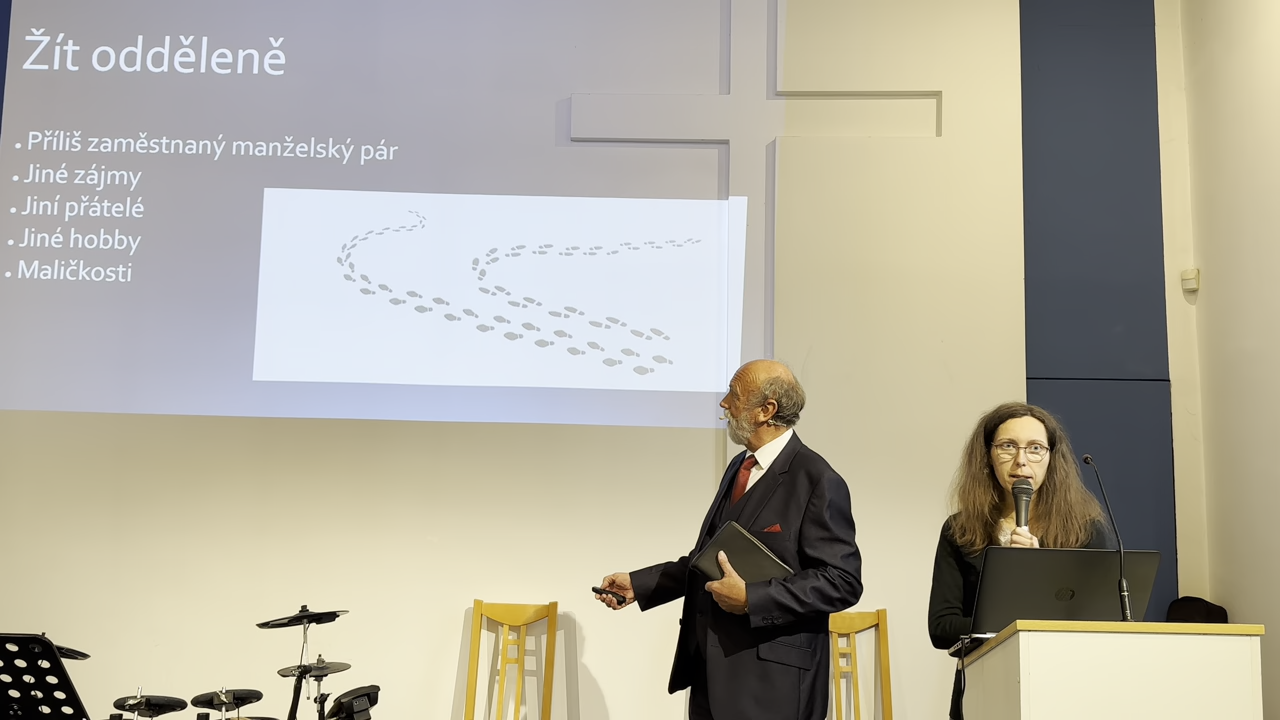 Žít odděleně
• Příliš zaměstnaný manželský pár
• Jiné zájmy
• Jiní přátelé
• Jiné hobby
• Maličkosti